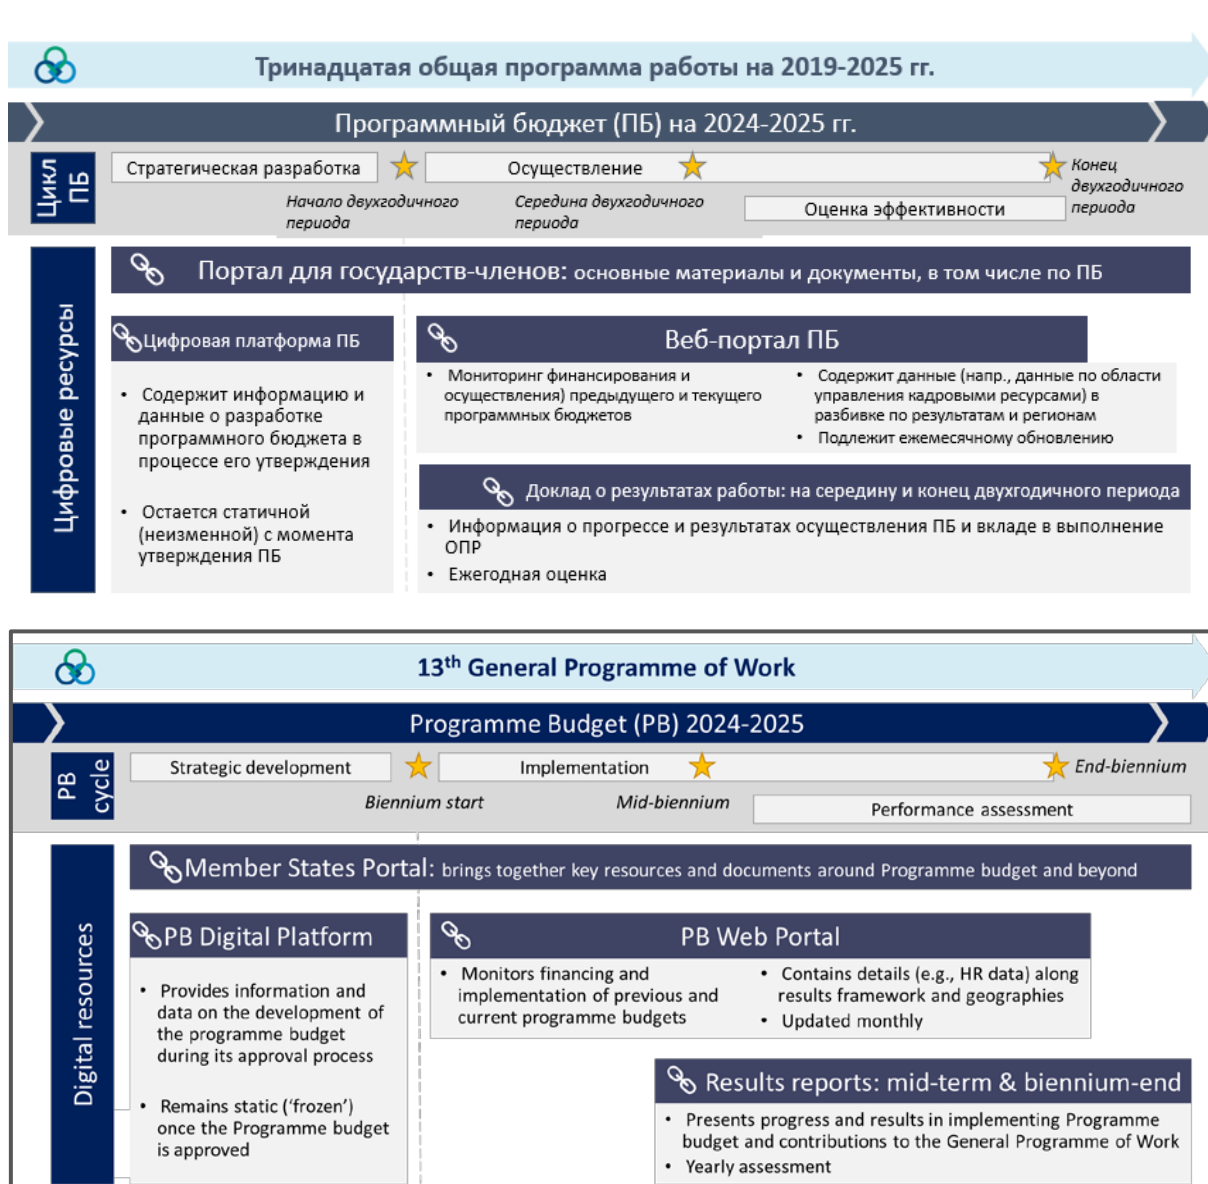 Тринадцатая общая программа работы на 2019-2025 гг.
Программный бюджет (ПБ) на 2024-2025 гг.
Цикл
ПБ
Стратегическая разработка
Осуществление
Конец
двухгодичного
периода
Начало двухгодичного
периода
Середина двухгодичного
периода
Оценка эффективности
Цифровые ресурсы
Портал для государств-членов: основные материалы и документы, в том числе по ПБ
Цифровая платформа ПБ
• Содержит информацию и
данные о разработке
программного бюджета в
процессе его утверждения
• Остается статичной
(неизменной) с момента
утверждения ПБ
Веб-портал ПБ
• Мониторинг финансирования и
осуществления) предыдущего и текущего
программных бюджетов
• Содержит данные (напр., данные по области
управления кадровыми ресурсами) в
разбивке по результатам и регионам
• Подлежит ежемесячному обновлению
Доклад о результатах работы: на середину и конец двухгодичного периода
• Информация о прогрессе и результатах осуществления ПБ и вкладе в выполнение
ОПР
• Ежегодная оценка
13th General Programme of Work
Programme Budget (PB) 2024-2025
PB
cycle
Strategic development
Implementation
End-biennium
Biennium start
Mid-biennium
Performance assessment
Digital resources
Member States Portal: brings together key resources and documents around Programme budget and beyond
PB Digital Platform
• Provides information and
data on the development of
the programme budget
during its approval process
• Remains static (‘frozen’)
once the Programme budget
is approved
PB Web Portal
• Monitors financing and
implementation of previous and
current programme budgets
• Contains details (e.g., HR data) along
results framework and geographies
• Updated monthly
Results reports: mid-term & biennium-end
• Presents progress and results in implementing Programme
budget and contributions to the General Programme of Work
• Yearly assessment